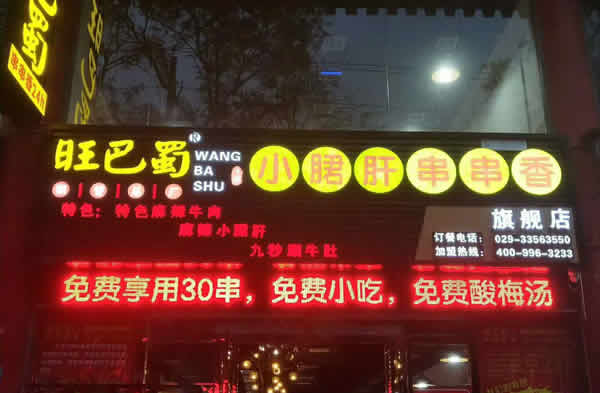 旺巴蜀®
WANG
BA
SHU
小䐁肝串串香
特色：特色麻辣牛肉
麻辣小䐁肝
九秒涮牛肚
旗舰店
订餐电话：029-33563550
加盟热线：400-996-3233
免费享用30串，免费小吃，免费酸梅汤